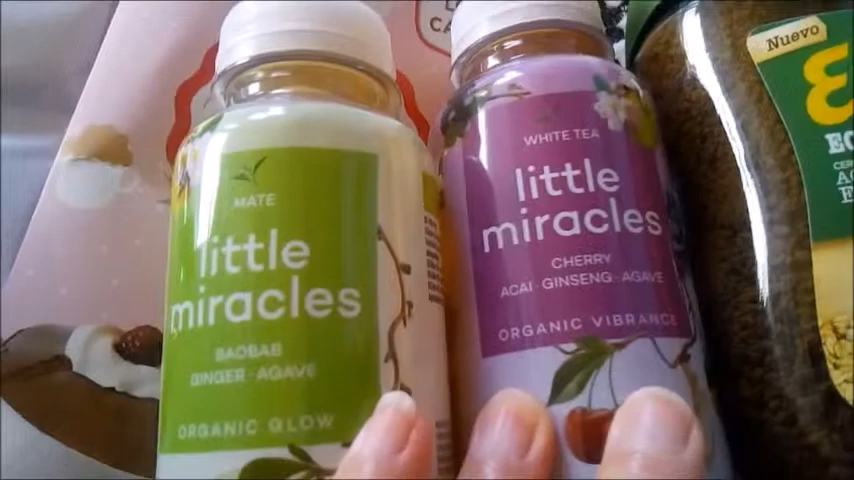 MATE
little
miracles
BAOBAB
GINGER · AGAVE
ORGANIC GLOW
WHITE TEA
little
miracles
CHERRY
ACAI · GINSENG · AGAVE
ORGANIC VIBRANCE
Nuevo